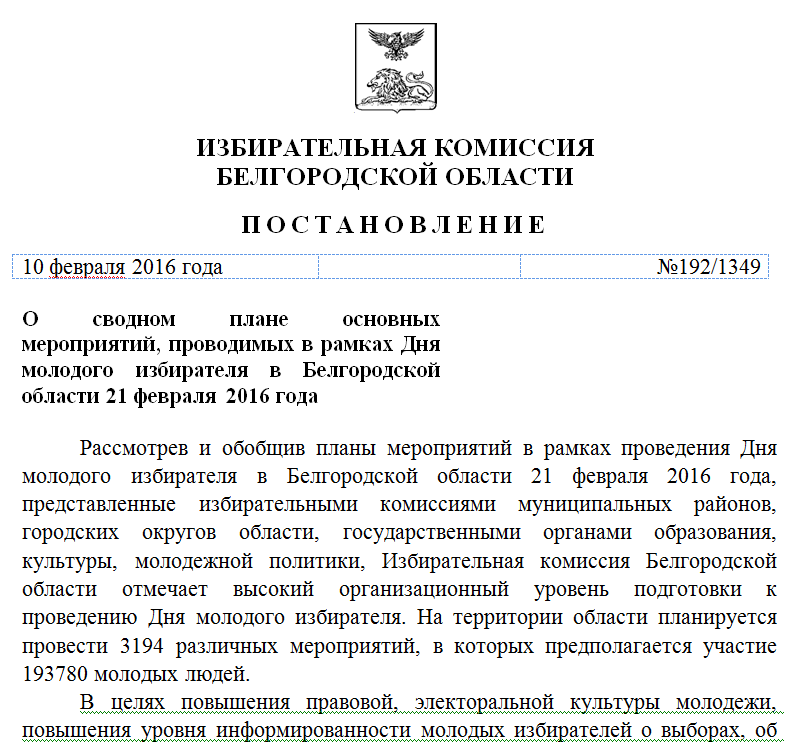 ИЗБИРАТЕЛЬНАЯ КОМИССИЯ
БЕЛГОРОДСКОЙ ОБЛАСТИ
ПОСТАНОВЛЕНИЕ
10 февраля 2016 года №192/1349
О сводном плане основных
мероприятий, проводимых в рамках Дня
молодого избирателя в Белгородской
области 21 февраля 2016 года
Рассмотрев и обобщив планы мероприятий в рамках проведения Дня
молодого избирателя в Белгородской области 21 февраля 2016 года,
представленные избирательными комиссиями муниципальных районов,
городских округов области, государственными органами образования,
культуры, молодежной политики, Избирательная комиссия Белгородской
области отмечает высокий организационный уровень подготовки к
проведению Дня молодого избирателя. На территории области планируется
провести 3194 различных мероприятий, в которых предполагается участие
193780 молодых людей.
В целях повышения правовой, электоральной культуры молодежи,
повышения уровня информированности молодых избирателей о выборах, об